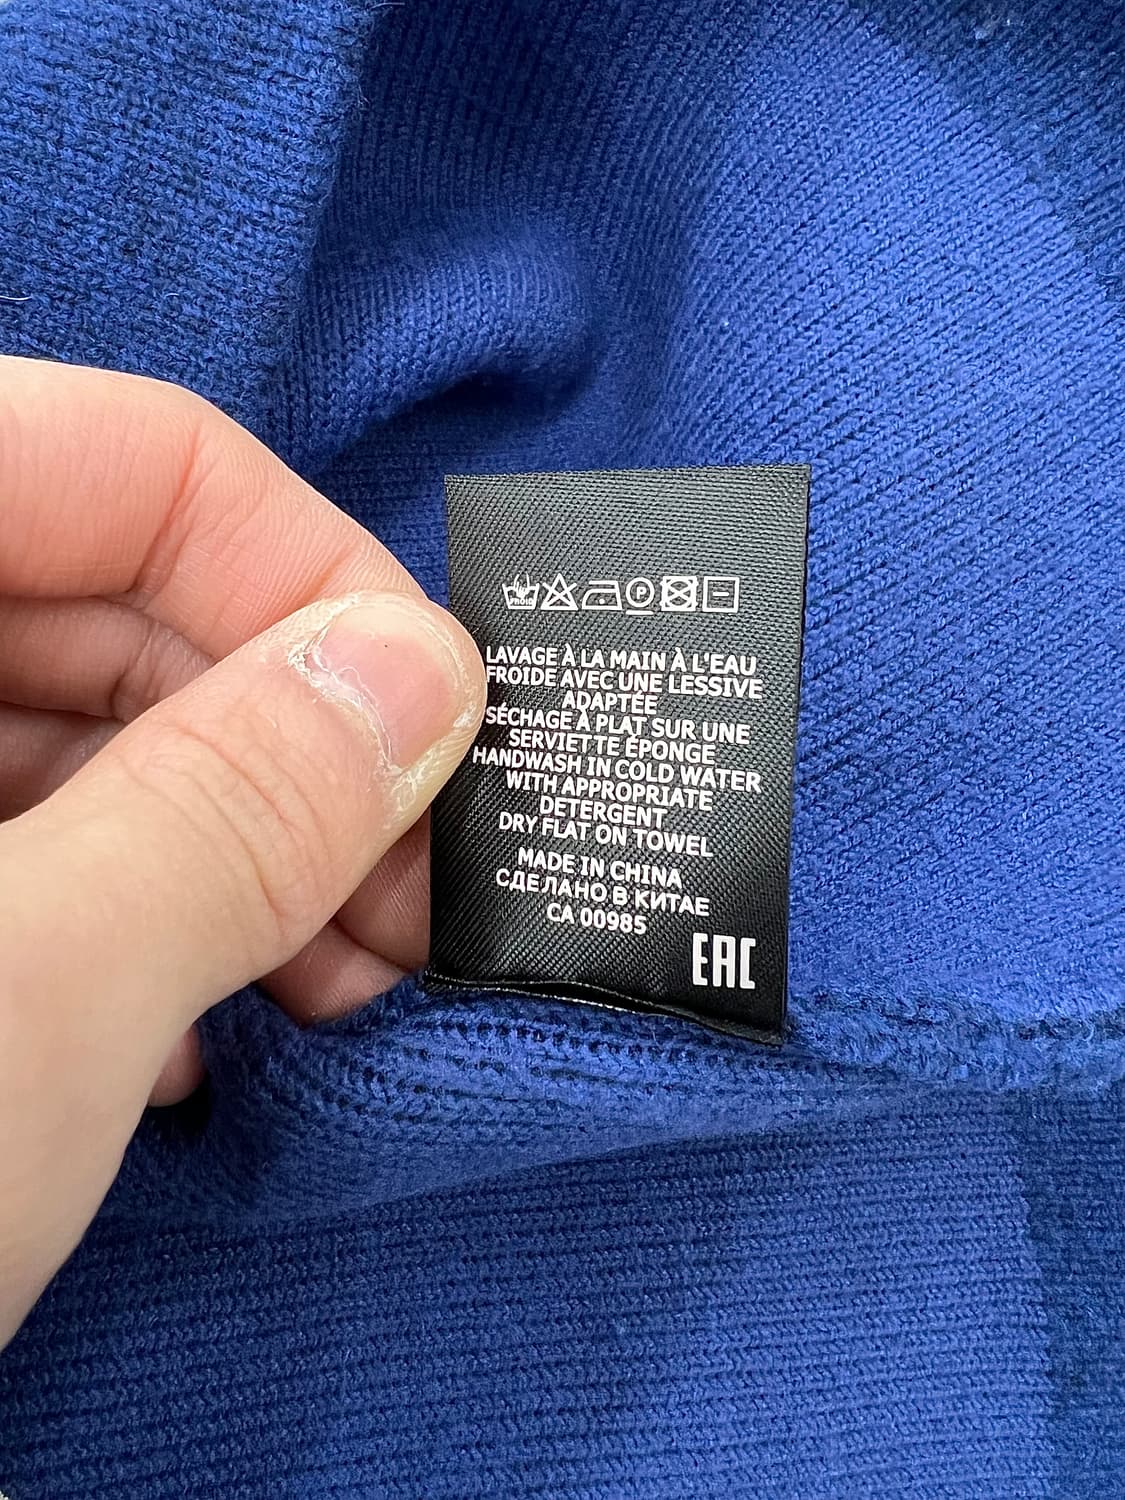 FROID
P
LAVAGE À LA MAIN À L'EAU
FROIDE AVEC UNE LESSIVE
ADAPTÉE
SÉCHAGE À PLAT SUR UNE
SERVIETTE ÉPONGE
HANDWASH IN COLD WATER
WITH APPROPRIATE
DETERGENT
DRY FLAT ON TOWEL
MADE IN CHINA
СДЕЛАНО В КИТАЕ
CA 00985
EAC